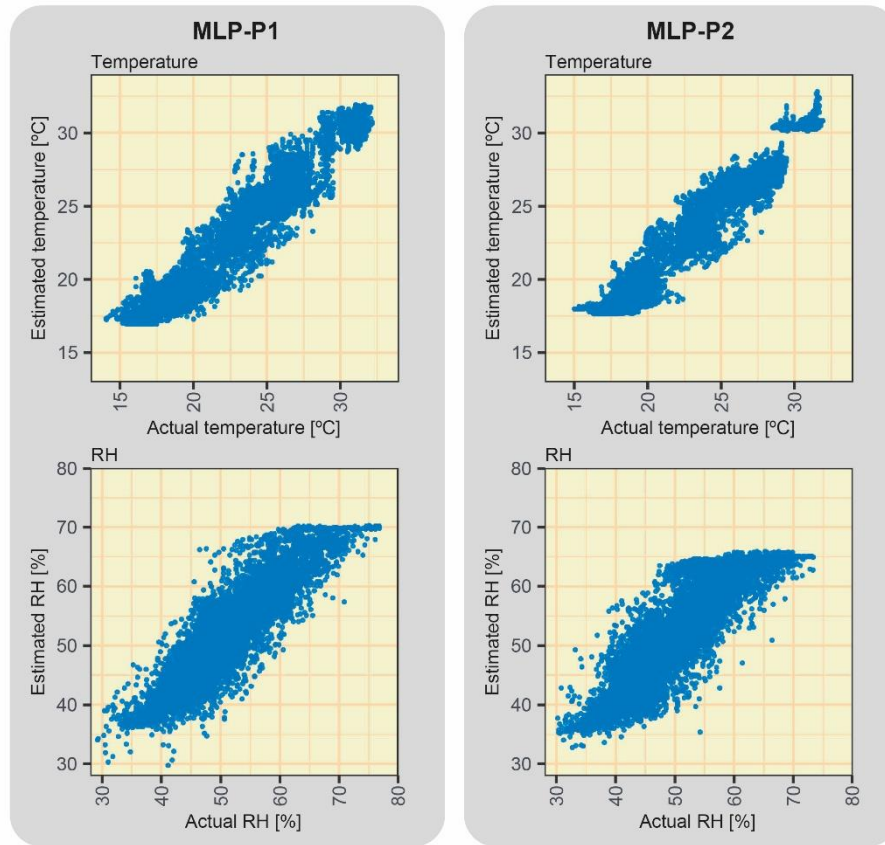 MLP-P1
Temperature
Estimated temperature [ºC]
30
25
20
15
15 20 25 30
Actual temperature [ºC]
RH
Estimated RH [%]
80
70
60
50
40
30
30 40 50 60 70 80
Actual RH [%]
MLP-P2
Temperature
Estimated temperature [ºC]
30
25
20
15
15 20 25 30
Actual temperature [ºC]
RH
Estimated RH [%]
80
70
60
50
40
30
30 40 50 60 70 80
Actual RH [%]